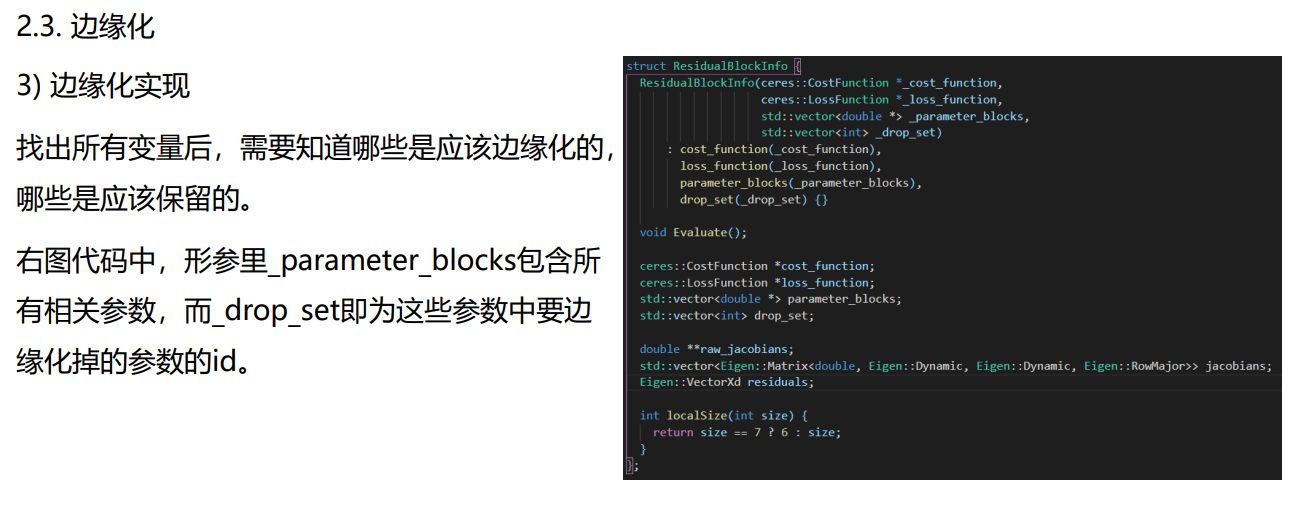 2.3. 边缘化
3) 边缘化实现
找出所有变量后，需要知道哪些是应该边缘化的，
哪些是应该保留的。
右图代码中，形参里_parameter_blocks包含所
有相关参数，而_drop_set即为这些参数中要边
缘化掉的参数的id。
struct ResidualBlockInfo {
ResidualBlockInfo(ceres::CostFunction *_cost_function,
ceres::LossFunction *_loss_function,
std::vector<double *> _parameter_blocks,
std::vector<int> _drop_set)
: cost_function(_cost_function),
loss_function(_loss_function),
parameter_blocks(_parameter_blocks),
drop_set(_drop_set) {}
void Evaluate();
ceres::CostFunction *cost_function;
ceres::LossFunction *loss_function;
std::vector<double *> parameter_blocks;
std::vector<int> drop_set;
double **raw_jacobians;
std::vector<Eigen::Matrix<double, Eigen::Dynamic, Eigen::Dynamic, Eigen::RowMajor>> jacobians;
Eigen::VectorXd residuals;
int localSize(int size) {
return size == 7 ? 6 : size;
}
};